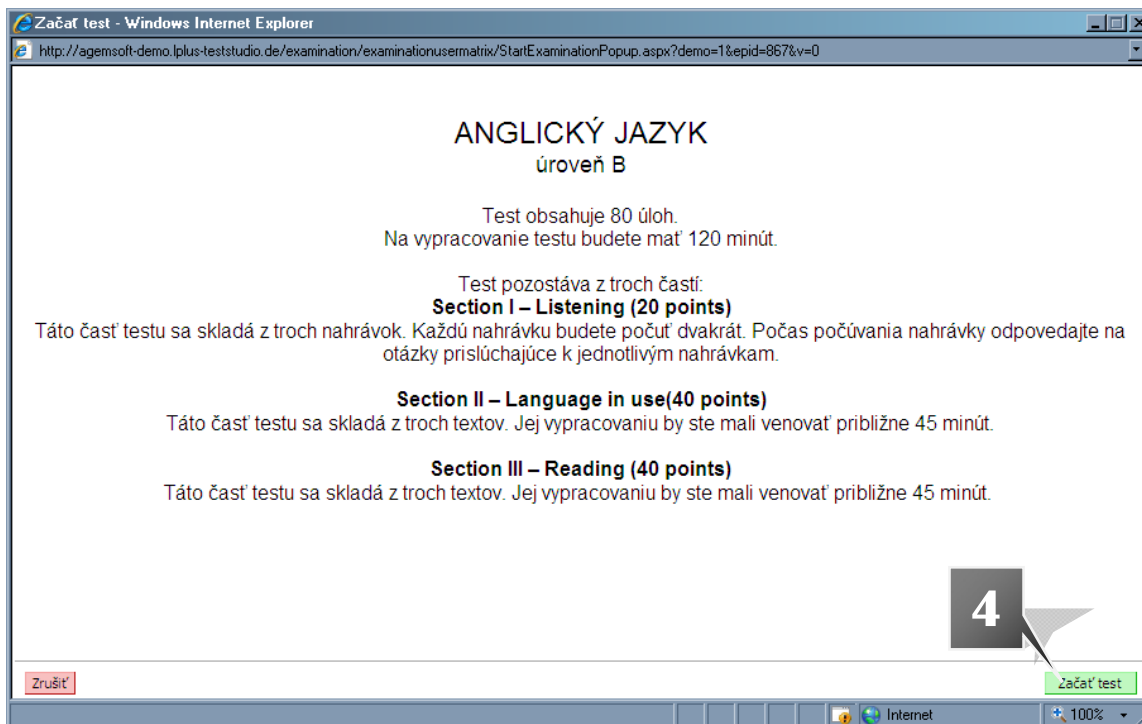 Začať test - Windows Internet Explorer
http://agemsoft-demo.lplus-teststudio.de/examination/examinationusermatrix/StartExaminationPopup.aspx?demo=1&epid=867&v=0
ANGLICKÝ JAZYK
úroveň B
Test obsahuje 80 úloh.
Na vypracovanie testu budete mať 120 minút.
Test pozostáva z troch častí:
Section I – Listening (20 points)
Táto časť testu sa skladá z troch nahrávok. Každú nahrávku budete počuť dvakrát. Počas počúvania nahrávky odpovedajte na
otázky prislúchajúce k jednotlivým nahrávkam.
Section II – Language in use(40 points)
Táto časť testu sa skladá z troch textov. Jej vypracovaniu by ste mali venovať približne 45 minút.
Section III – Reading (40 points)
Táto časť testu sa skladá z troch textov. Jej vypracovaniu by ste mali venovať približne 45 minút.
4
Zrušiť Začať test
Internet 100%